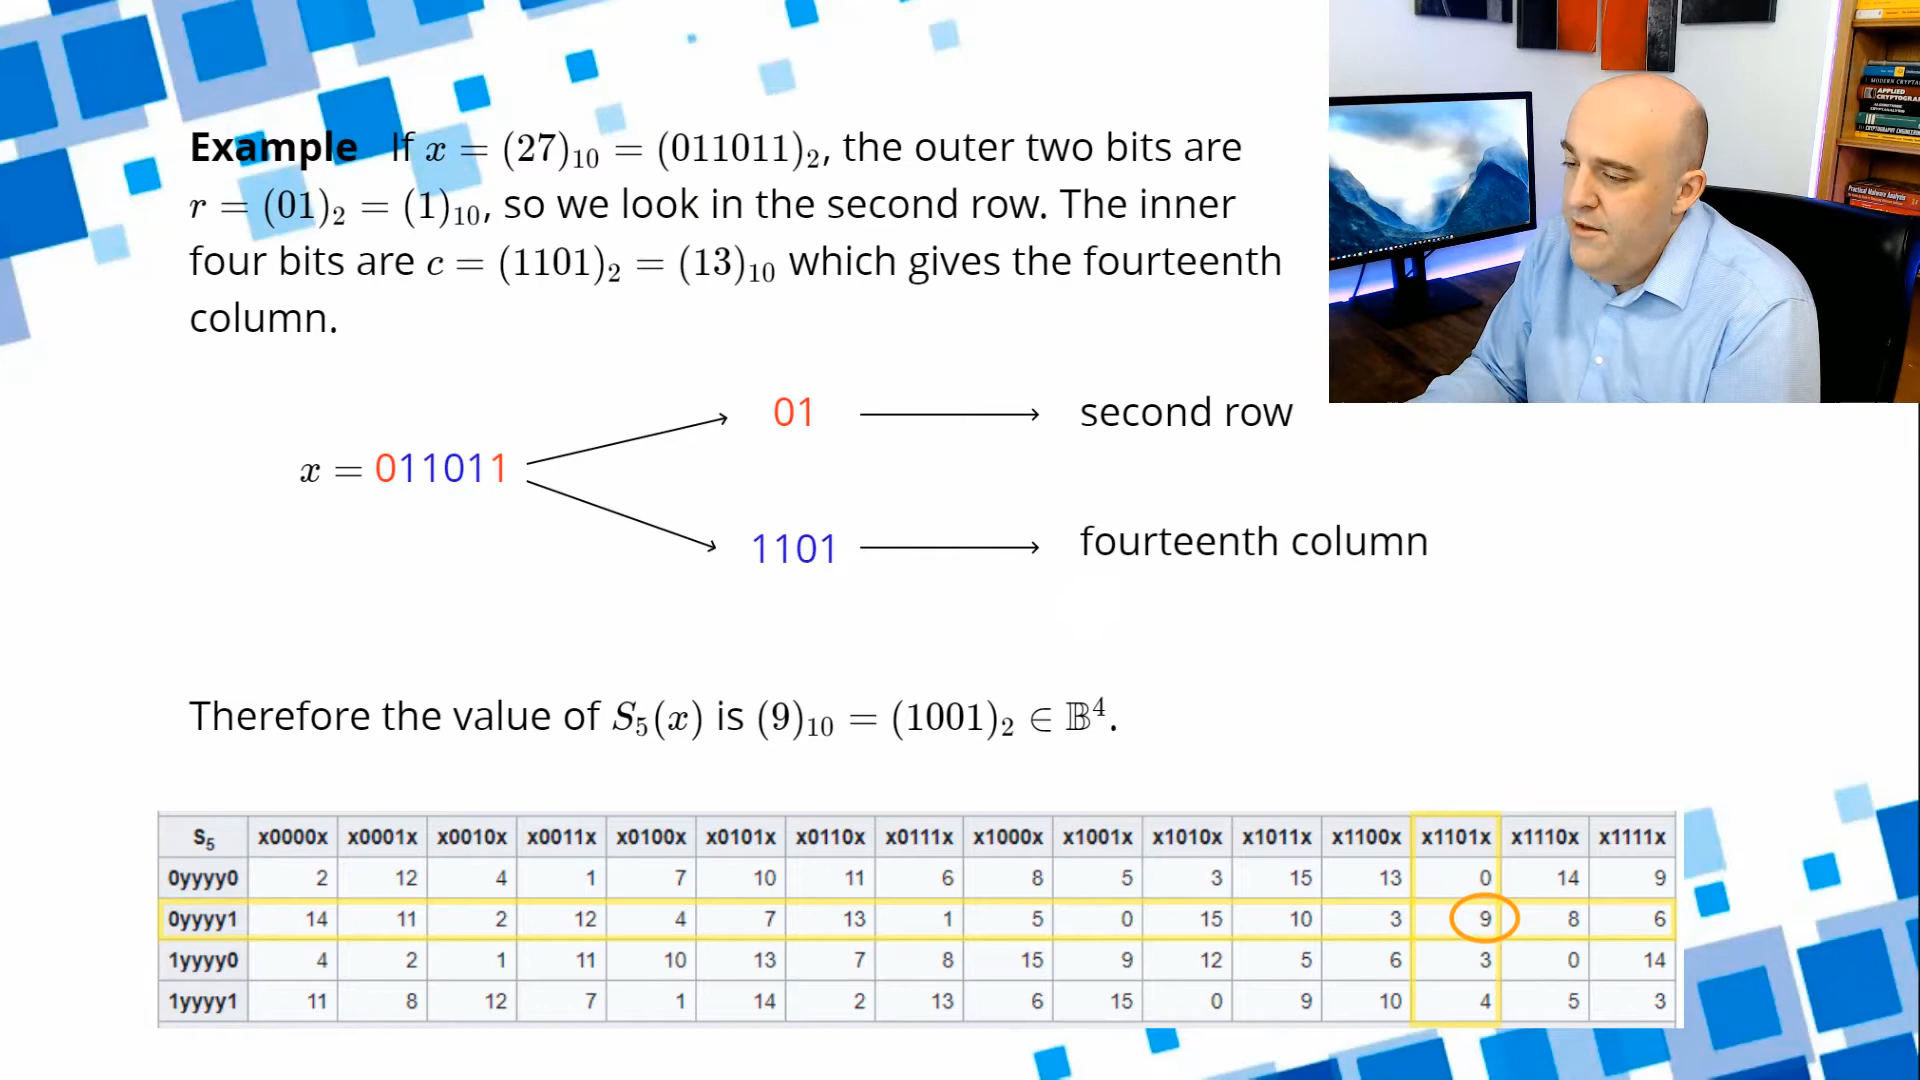 Example If x = (27)₁₀ = (011011)₂, the outer two bits are
r = (01)₂ = (1)₁₀, so we look in the second row. The inner
four bits are c = (1101)₂ = (13)₁₀ which gives the fourteenth
column.
01 second row
x = 011011
1101 fourteenth column
Therefore the value of S₅(x) is (9)₁₀ = (1001)₂ ∈ 𝔹⁴.
S₅ x0000x x0001x x0010x x0011x x0100x x0101x x0110x x0111x x1000x x1001x x1010x x1011x x1100x x1101x x1110x x1111x
0yyyy0 2 12 4 1 7 10 11 6 8 5 3 15 13 0 14 9
0yyyy1 14 11 2 12 4 7 13 1 5 0 15 10 3 9 8 6
1yyyy0 4 2 1 11 10 13 7 8 15 9 12 5 6 3 0 14
1yyyy1 11 8 12 7 1 14 2 13 6 15 0 9 10 4 5 3
APPLIED
Practical Malware Analysis